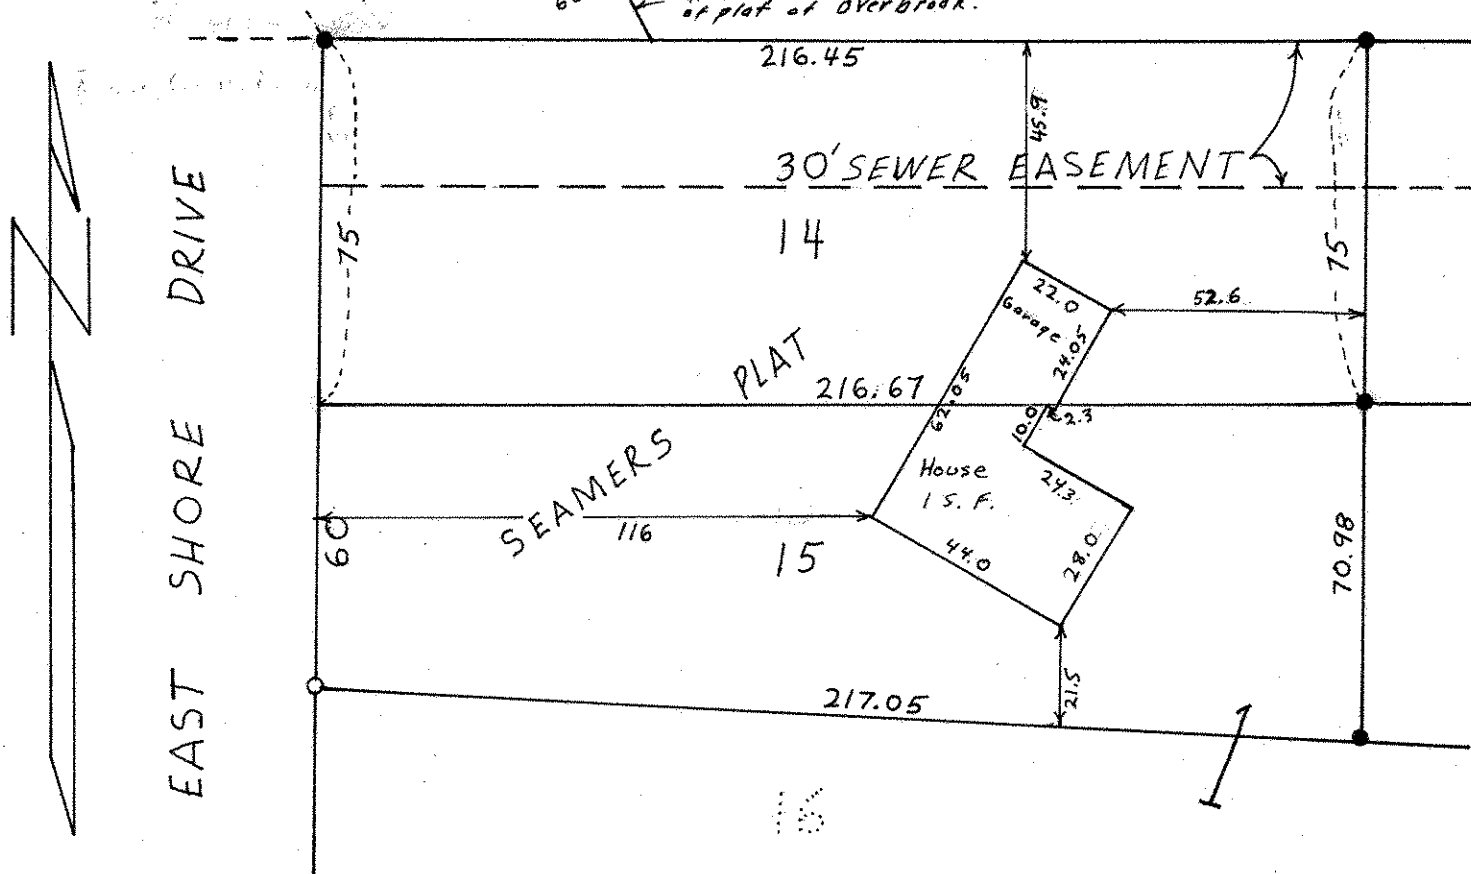 of plat of Overbrook.
216.45
45.9
30' SEWER EASEMENT
14
75
75
22.0
Garage
52.6
24.05
PLAT
216.67
62.05
10.0
2.3
SEAMERS
House
1 S. F.
24.3
116
60
15
44.0
28.0
70.98
21.5
217.05
EAST SHORE DRIVE
N
1
16